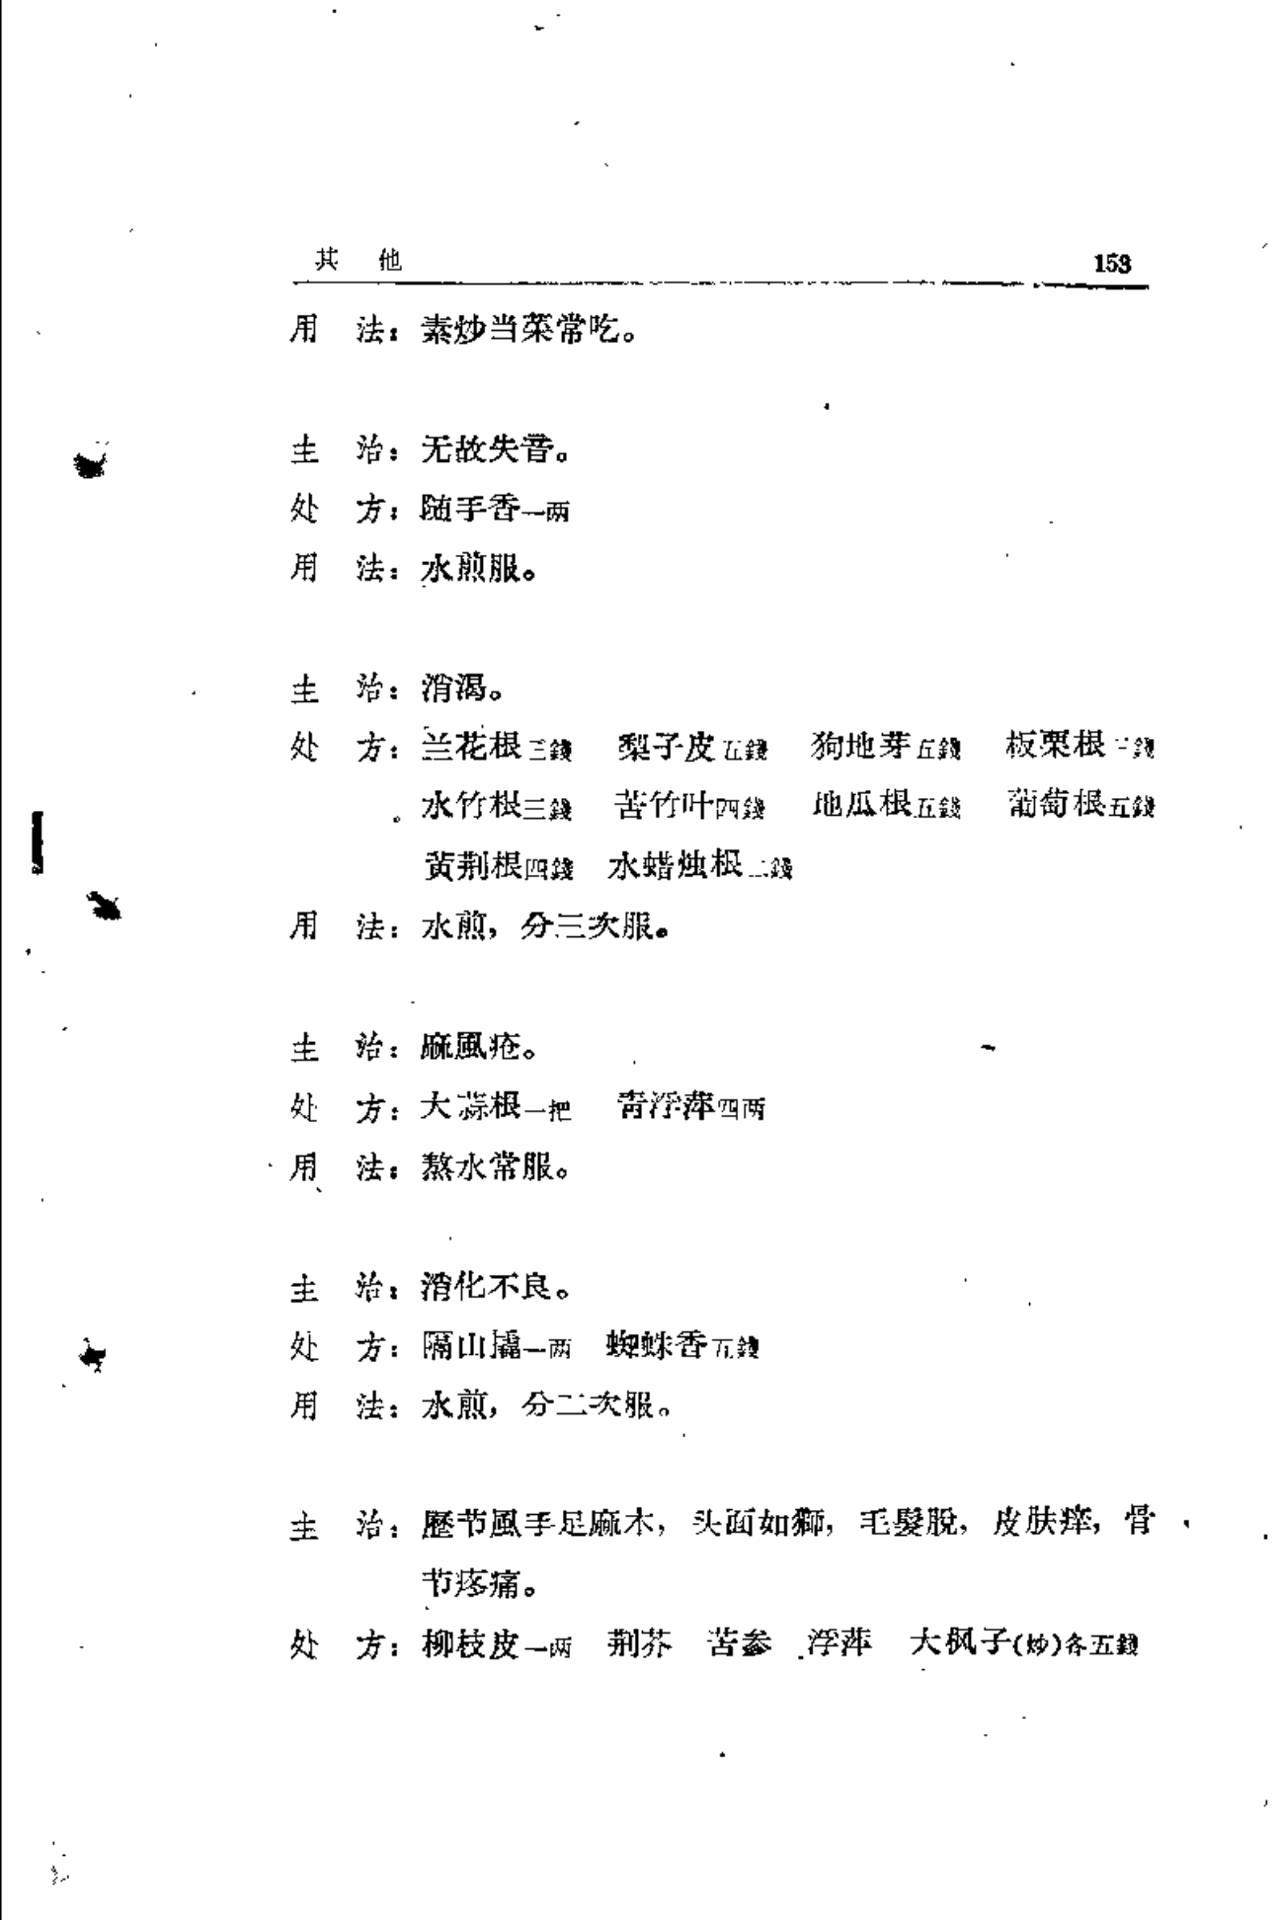 其 他 153
用 法：素炒当菜常吃。
主 治：无故失音。
处 方：随手香一两
用 法：水煎服。
主 治：消渴。
处 方：兰花根三錢 梨子皮五錢 狗地芽五錢 板栗根 錢
水竹根三錢 苦竹叶四錢 地瓜根五錢 葡萄根五錢
黄荆根四錢 水蜡烛根 錢
用 法：水煎，分三次服。
主 治：麻風疮。
处 方：大蒜根一把 青浮萍四两
用 法：熬水常服。
主 治：消化不良。
处 方：隔山撬一两 蜘蛛香五錢
用 法：水煎，分二次服。
主 治：歷节風手足麻木，头面如獅，毛髮脫，皮肤痒，骨
节疼痛。
处 方：柳枝皮一两 荆芥 苦参 浮萍 大枫子(炒)各五錢